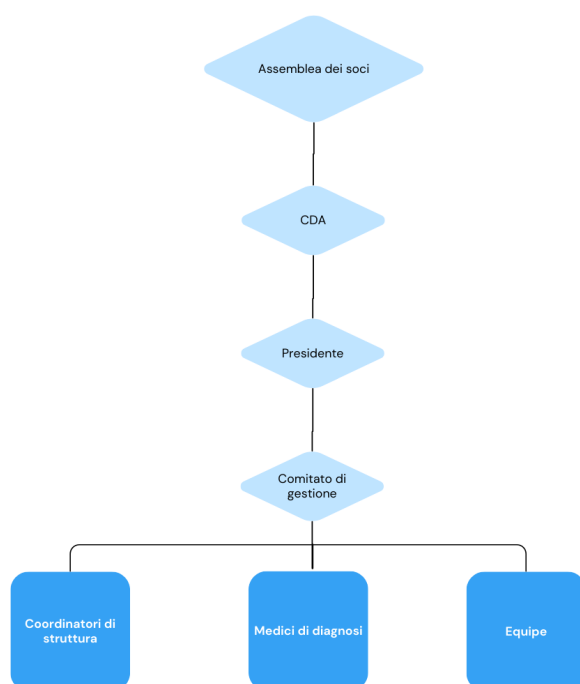 Assemblea dei soci
CDA
Presidente
Comitato di
gestione
Coordinatori di
struttura
Medici di diagnosi
Equipe